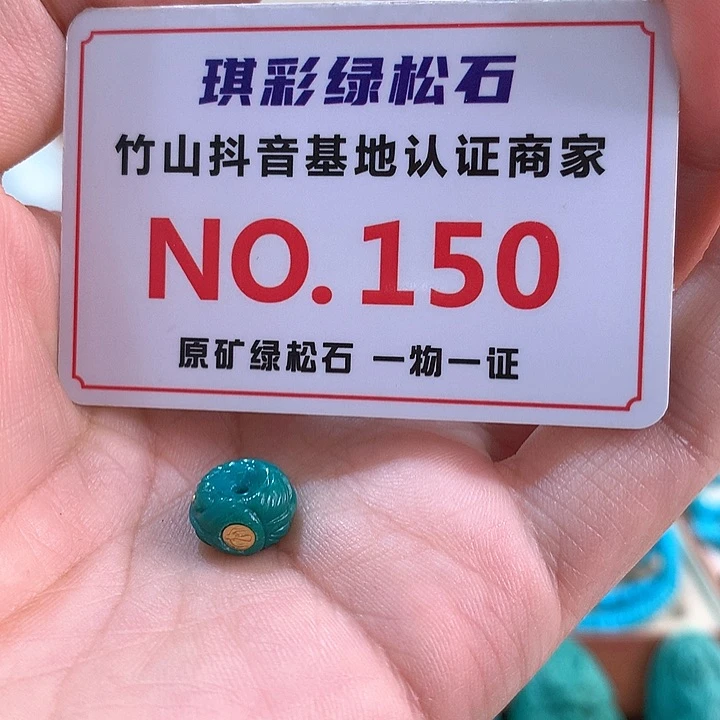 琪彩绿松石
竹山抖音基地认证商家
NO.150
原矿绿松石 一物一证